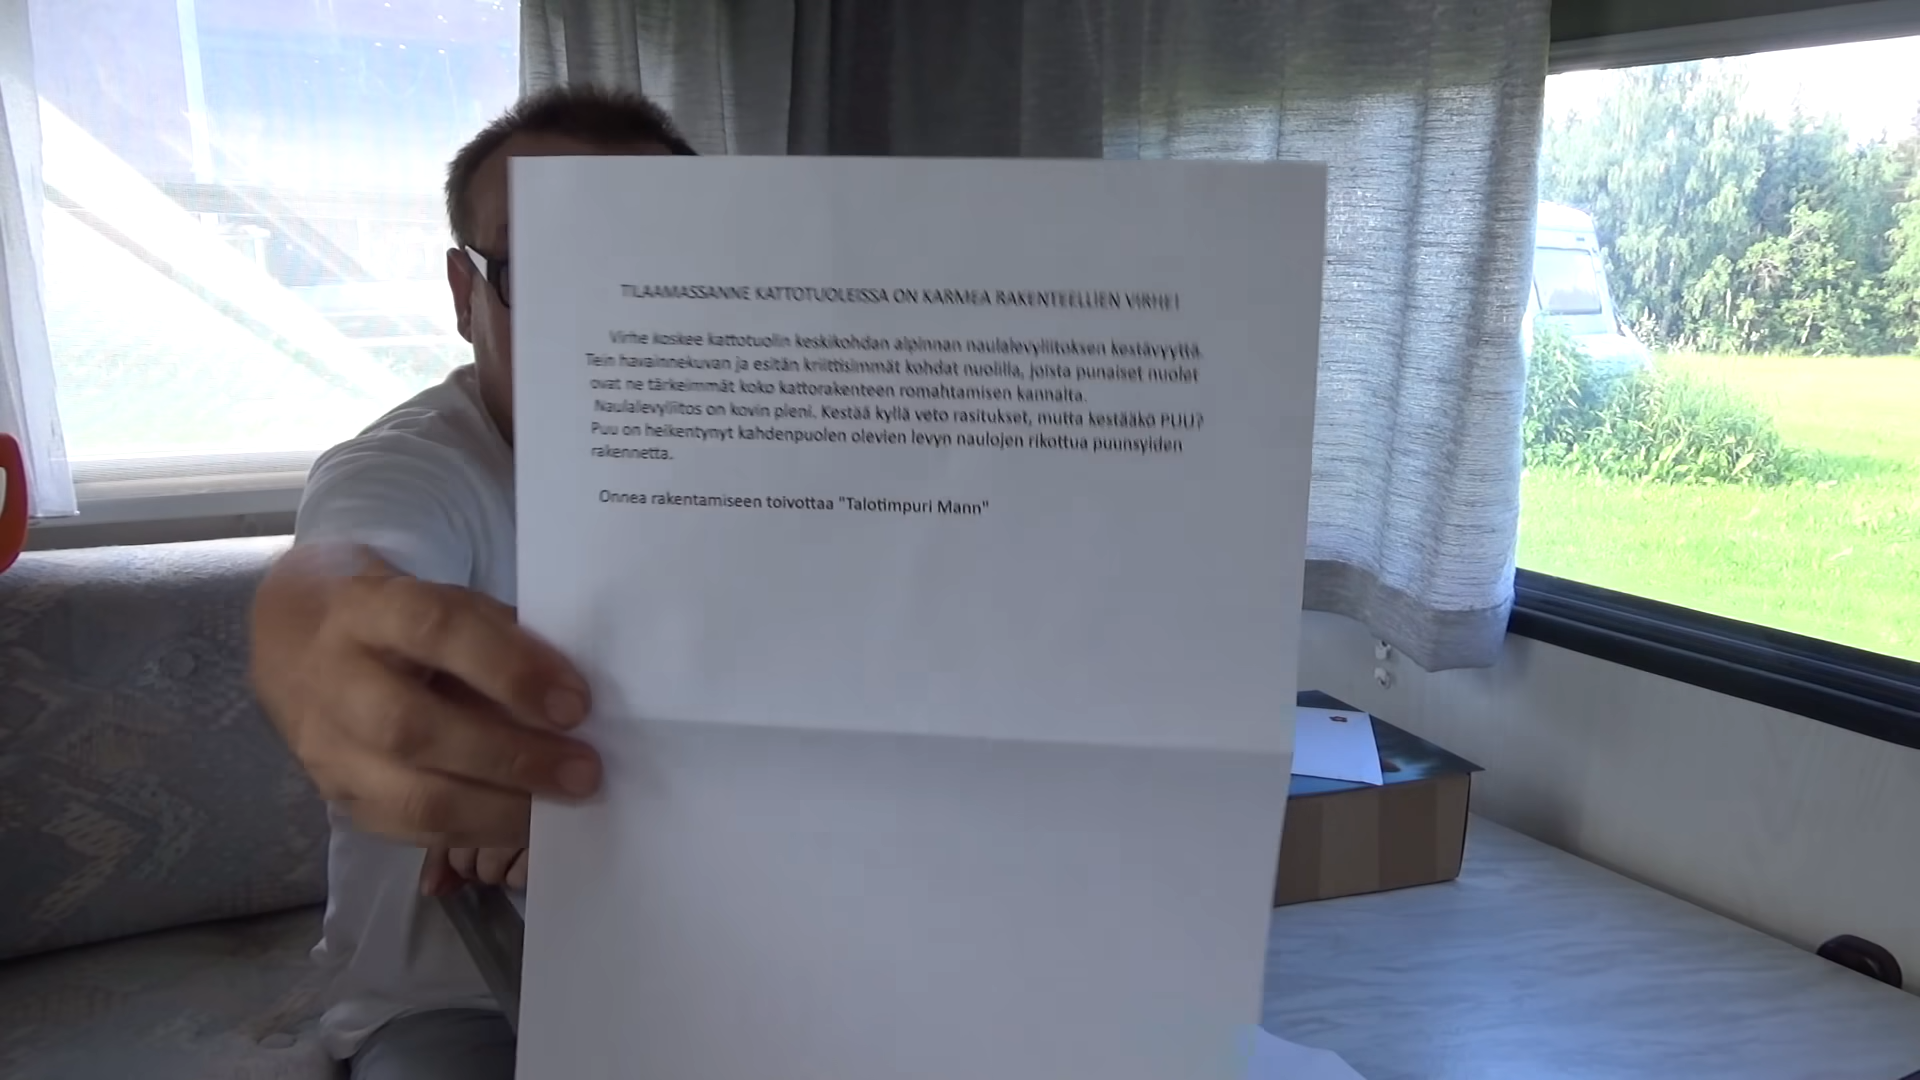 TILAAMASSANNE KATTOTUOLEISSA ON KARMEA RAKENTEELLIEN VIRHE!
Virhe koskee kattotuolin keskikohdan alpinnan naulalevyliitoksen kestävyyttä.
Tein havainnekuvan ja esitän kriittisimmät kohdat nuolilla, joista punaiset nuolet
ovat ne tärkeimmät koko kattorakenteen romahtamisen kannalta.
Naulalevyliitos on kovin pieni. Kestää kyllä veto rasitukset, mutta kestääkö PUU?
Puu on heikentynyt kahdenpuolen olevien levyn naulojen rikottua puunsyiden
rakennetta.
Onnea rakentamiseen toivottaa "Talotimpuri Mann"